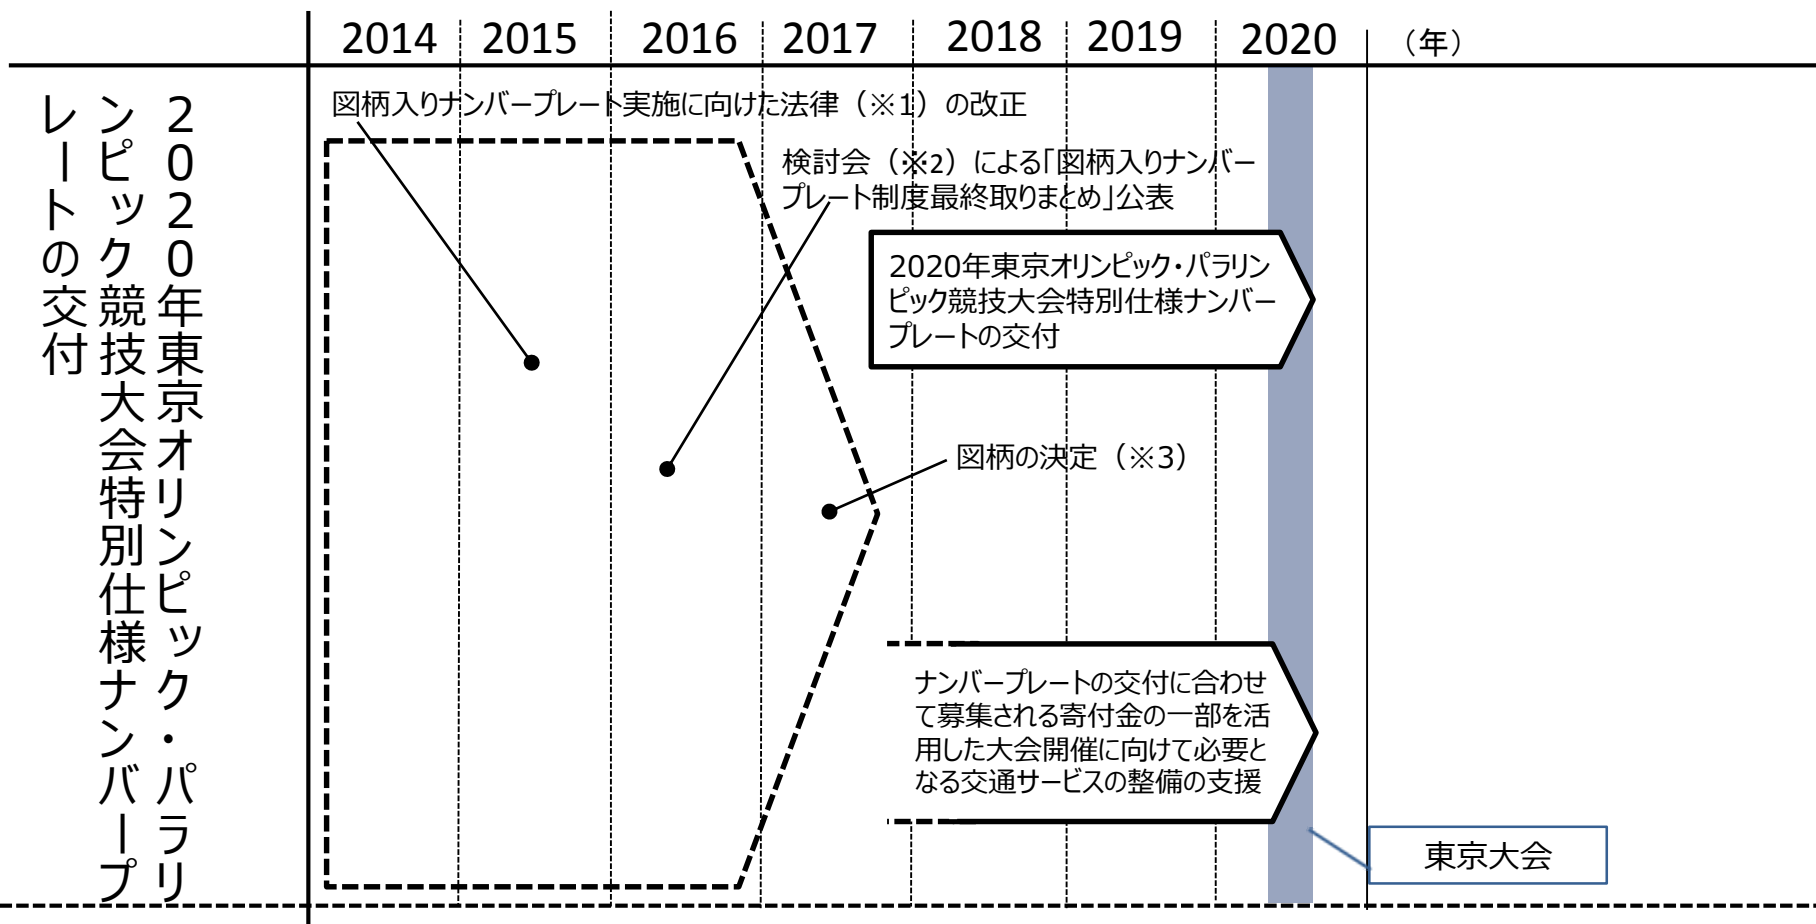 2014 2015 2016 2017 2018 2019 2020 （年）
2020年東京オリンピック・パラリ
ンピック競技大会特別仕様ナンバープ
レートの交付
図柄入りナンバープレート実施に向けた法律（※1）の改正
検討会（※2）による「図柄入りナンバー
プレート制度最終取りまとめ」公表
2020年東京オリンピック・パラリン
ピック競技大会特別仕様ナンバー
プレートの交付
図柄の決定（※3）
ナンバープレートの交付に合わせ
て募集される寄付金の一部を活
用した大会開催に向けて必要と
なる交通サービスの整備の支援
東京大会